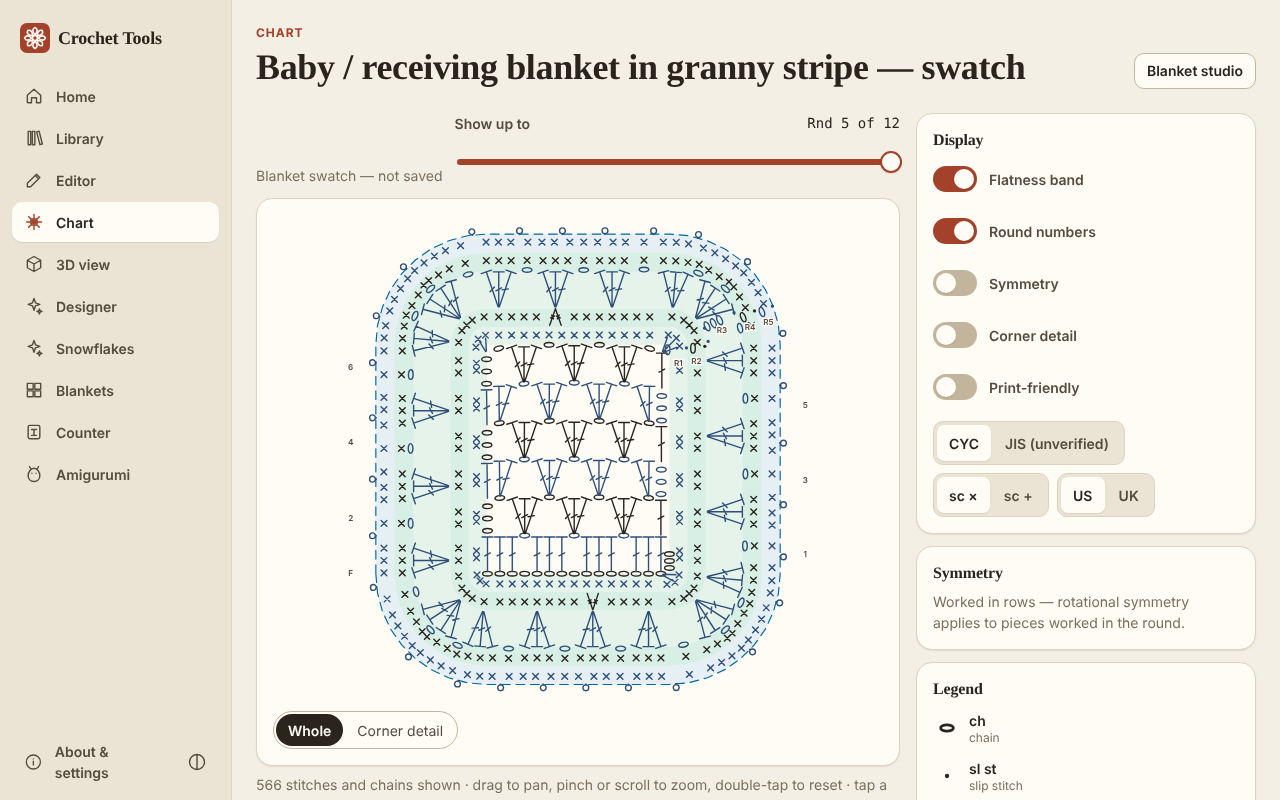 Crochet Tools
Home
Library
Editor
Chart
3D view
Designer
Snowflakes
Blankets
Counter
Amigurumi
About &
settings
CHART
Baby / receiving blanket in granny stripe — swatch
Blanket studio
Show up to
Rnd 5 of 12
Blanket swatch — not saved
R3
R4
R5
R1
R2
6
5
4
3
2
1
F
Whole
Corner detail
566 stitches and chains shown · drag to pan, pinch or scroll to zoom, double-tap to reset · tap a
Display
Flatness band
Round numbers
Symmetry
Corner detail
Print-friendly
CYC
JIS (unverified)
sc ×
sc +
US
UK
Symmetry
Worked in rows — rotational symmetry
applies to pieces worked in the round.
Legend
ch
chain
sl st
slip stitch